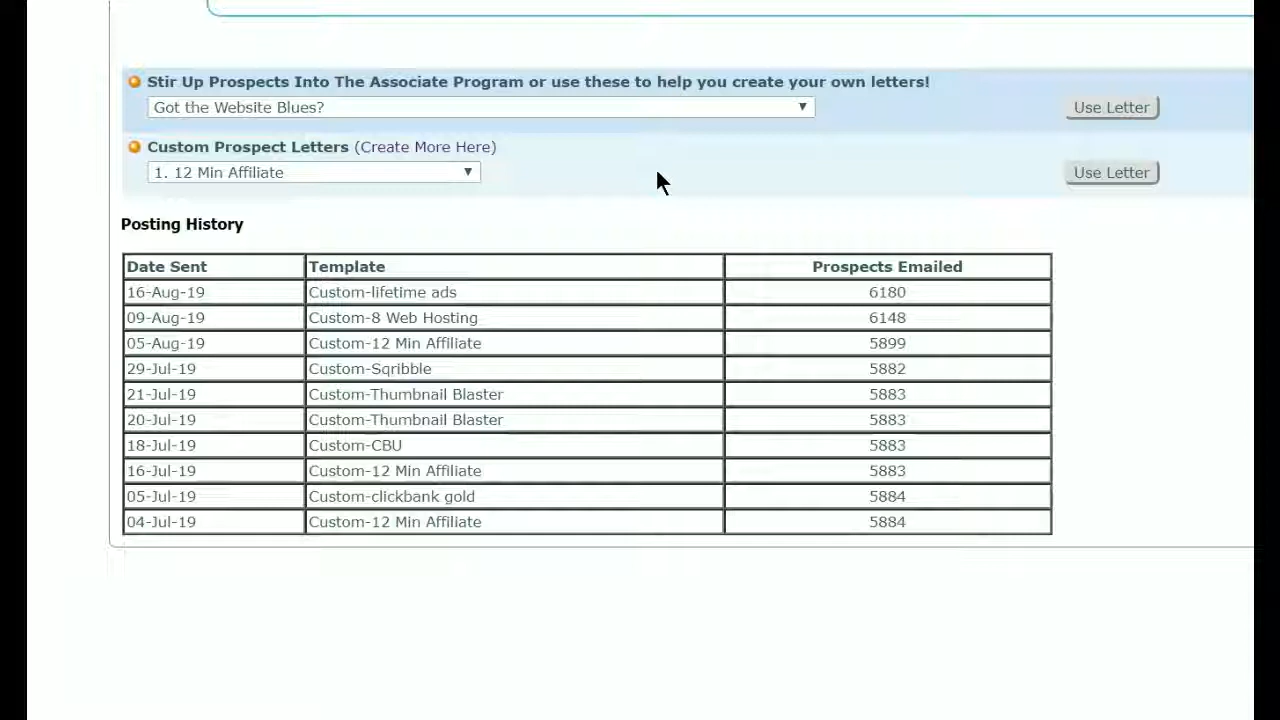 Stir Up Prospects Into The Associate Program or use these to help you create your own letters!
Got the Website Blues? Use Letter
Custom Prospect Letters (Create More Here)
1. 12 Min Affiliate Use Letter
Posting History
Date Sent Template Prospects Emailed
16-Aug-19 Custom-lifetime ads 6180
09-Aug-19 Custom-8 Web Hosting 6148
05-Aug-19 Custom-12 Min Affiliate 5899
29-Jul-19 Custom-Sqribble 5882
21-Jul-19 Custom-Thumbnail Blaster 5883
20-Jul-19 Custom-Thumbnail Blaster 5883
18-Jul-19 Custom-CBU 5883
16-Jul-19 Custom-12 Min Affiliate 5883
05-Jul-19 Custom-clickbank gold 5884
04-Jul-19 Custom-12 Min Affiliate 5884